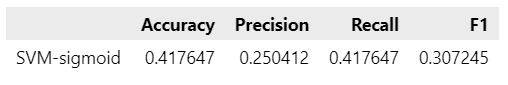 Accuracy Precision Recall F1
SVM-sigmoid 0.417647 0.250412 0.417647 0.307245